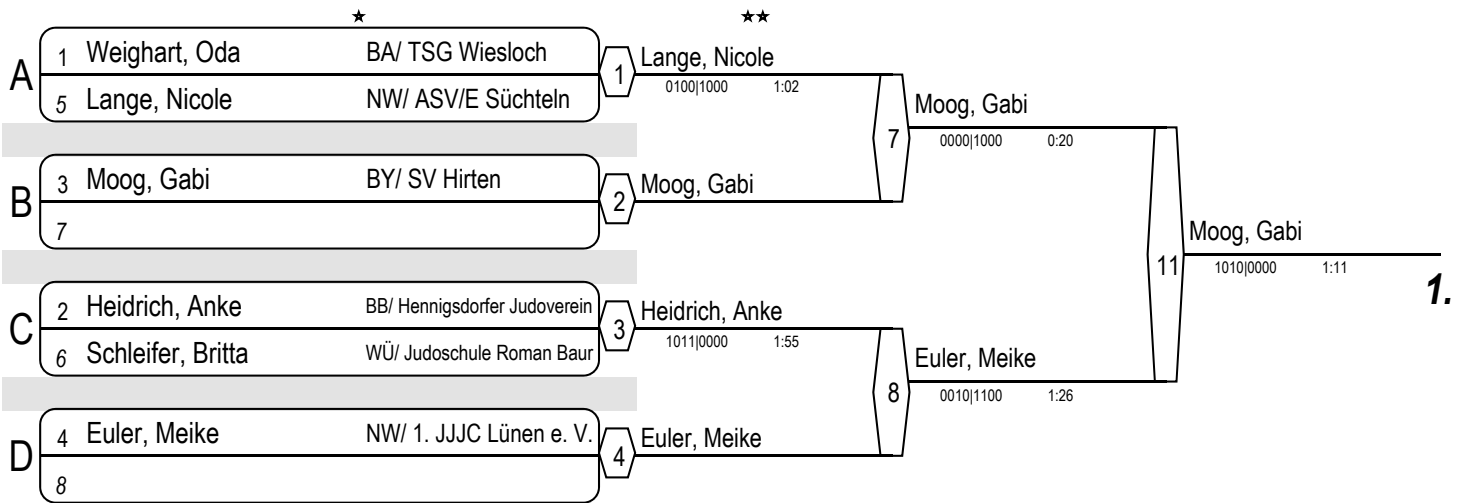 ★ ★★
A
1 Weighart, Oda BA/ TSG Wiesloch
5 Lange, Nicole NW/ ASV/E Süchteln
1
Lange, Nicole
0100|1000 1:02
B
3 Moog, Gabi BY/ SV Hirten
7
2
Moog, Gabi
7
Moog, Gabi
0000|1000 0:20
C
2 Heidrich, Anke BB/ Hennigsdorfer Judoverein
6 Schleifer, Britta WÜ/ Judoschule Roman Baur
3
Heidrich, Anke
1011|0000 1:55
D
4 Euler, Meike NW/ 1. JJJC Lünen e. V.
8
4
Euler, Meike
8
Euler, Meike
0010|1100 1:26
11
Moog, Gabi
1010|0000 1:11
1.